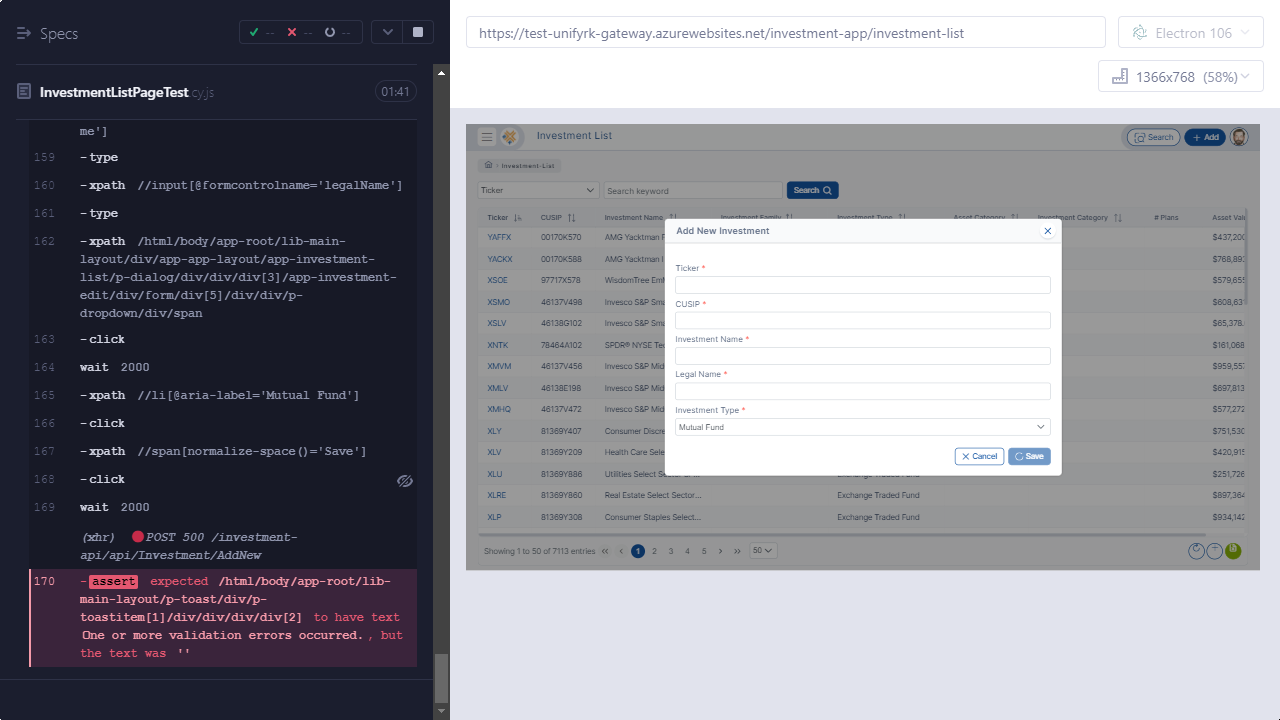 Specs
-- -- --
InvestmentListPageTest.cy.js
01:41
me']
159 -type
160 -xpath //input[@formcontrolname='legalName']
161 -type
162 -xpath /html/body/app-root/lib-main-
layout/div/app-app-layout/app-investment-
list/p-dialog/div/div/div[3]/app-investment-
edit/div/form/div[5]/div/div/p-
dropdown/div/span
163 -click
164 wait 2000
165 -xpath //li[@aria-label='Mutual Fund']
166 -click
167 -xpath //span[normalize-space()='Save']
168 -click
169 wait 2000
(xhr) POST 500 /investment-
api/api/Investment/AddNew
170 -assert expected /html/body/app-root/lib-
main-layout/p-toast/div/p-
toastitem[1]/div/div/div/div[2] to have text
One or more validation errors occurred. , but
the text was ''
https://test-unifyrk-gateway.azurewebsites.net/investment-app/investment-list
Electron 106
1366x768 (58%)
Investment List
Search
+ Add
Investment-List
Ticker
Search keyword
Search
Ticker CUSIP Investment Name Investment Family Investment Type Asset Category Investment Category # Plans Asset Val
YAFFX 00170K570 AMG Yacktman F $437,200
YACKX 00170K588 AMG Yacktman I $768,893
XSOE 97717X578 WisdomTree Em $579,655
XSMO 46137V498 Invesco S&P Sma $608,631
XSLV 46138G102 Invesco S&P Sma $65,378.
XNTK 78464A102 SPDR® NYSE Tec $161,068
XMVM 46137V456 Invesco S&P Mid $959,557
XMLV 46138E198 Invesco S&P Mid $697,813
XMHQ 46137V472 Invesco S&P Mid $577,272
XLY 81369Y407 Consumer Discre $751,530
XLV 81369Y209 Health Care Selec $420,915
XLU 81369Y886 Utilities Select Sector $251,726
XLRE 81369Y860 Real Estate Select Sector... Exchange Traded Fund $897,364
XLP 81369Y308 Consumer Staples Select... Exchange Traded Fund $934,142
Add New Investment
Ticker *
CUSIP *
Investment Name *
Legal Name *
Investment Type *
Mutual Fund
Cancel
Save
Showing 1 to 50 of 7113 entries « ‹ 1 2 3 4 5 › » 50